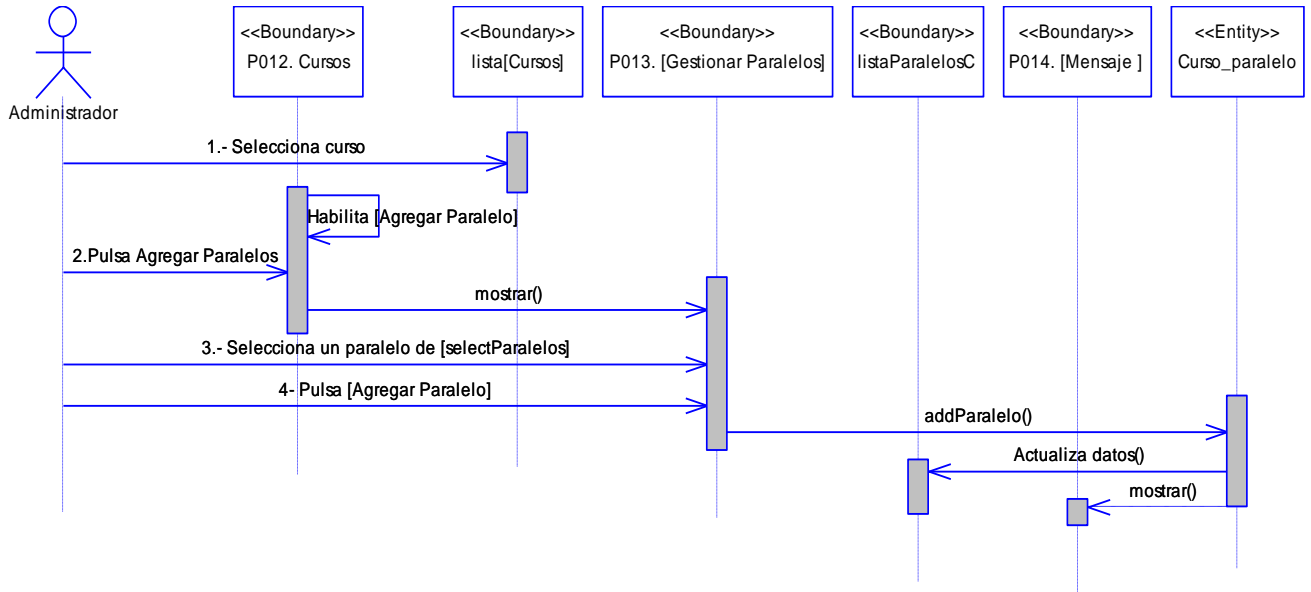 <<Boundary>>
P012. Cursos
<<Boundary>>
lista[Cursos]
<<Boundary>>
P013. [Gestionar Paralelos]
<<Boundary>>
listaParalelosC
<<Boundary>>
P014. [Mensaje ]
<<Entity>>
Curso_paralelo
Administrador
1.- Selecciona curso
Habilita [Agregar Paralelo]
2.Pulsa Agregar Paralelos
mostrar()
3.- Selecciona un paralelo de [selectParalelos]
4- Pulsa [Agregar Paralelo]
addParalelo()
Actualiza datos()
mostrar()